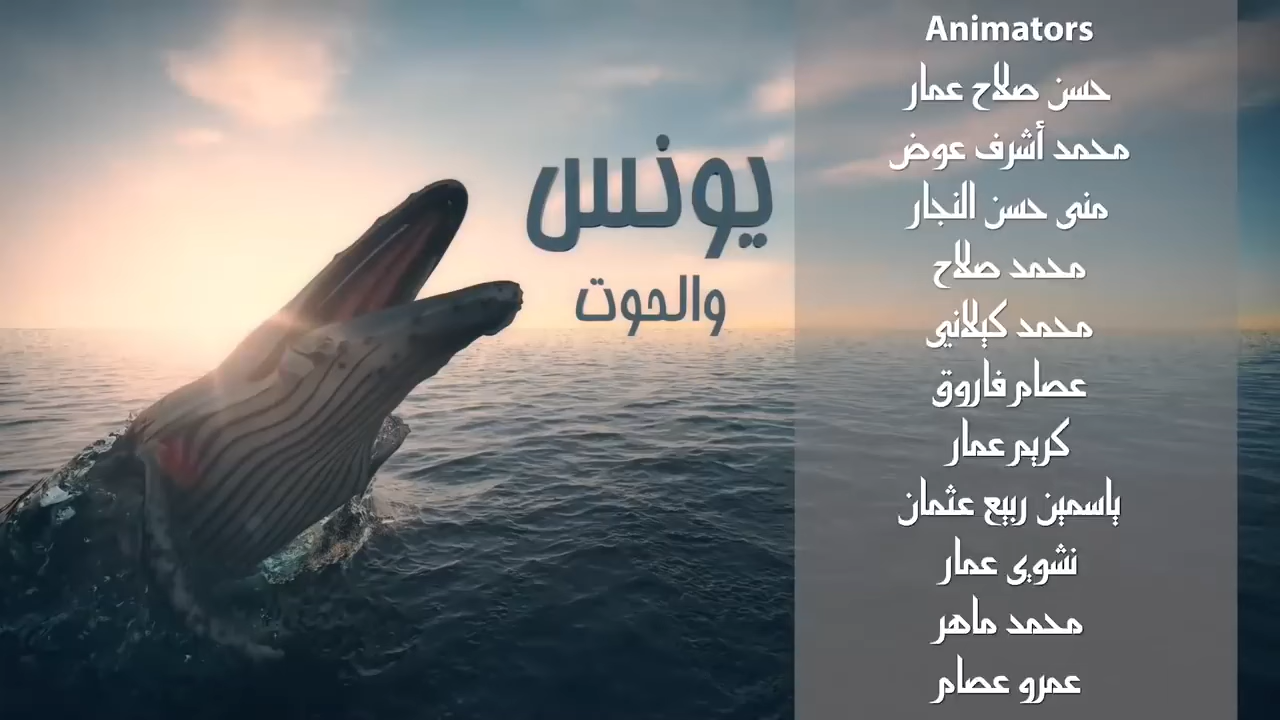 يونس
والحوت
Animators
حسن صلاح عمار
محمد أشرف عوض
منى حسن النجار
محمد صلاح
محمد كيلاني
عصام فاروق
كريم عمار
ياسمين ربيع عثمان
نشوى عمار
محمد ماهر
عمرو عصام